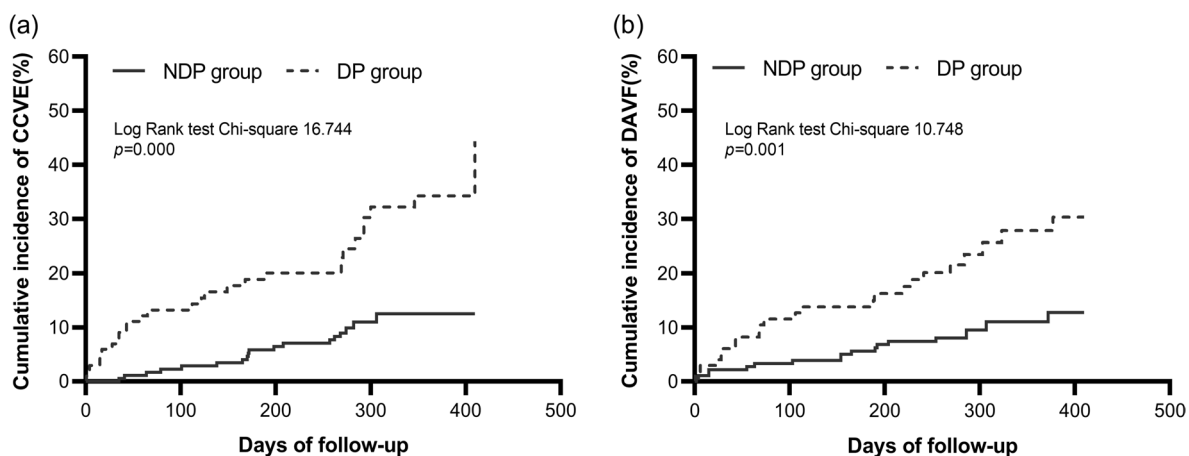 (a)
Cumulative incidence of CCVE(%)
60
50
40
30
20
10
0
NDP group
DP group
Log Rank test Chi-square 16.744
p=0.000
0 100 200 300 400 500
Days of follow-up
(b)
Cumulative incidence of DAVF(%)
60
50
40
30
20
10
0
NDP group
DP group
Log Rank test Chi-square 10.748
p=0.001
0 100 200 300 400 500
Days of follow-up